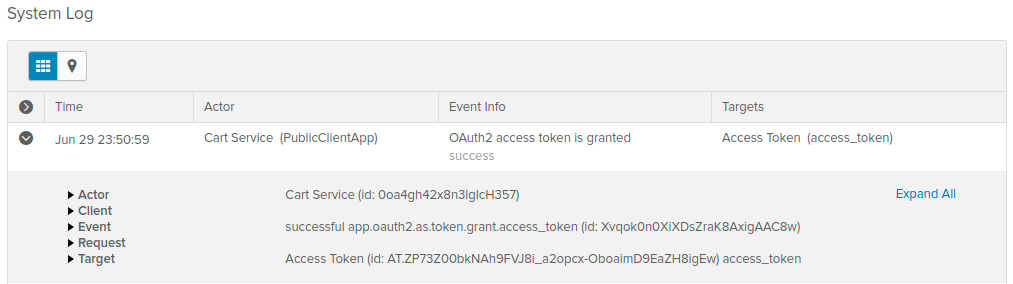 System Log
Time Actor Event Info Targets
Jun 29 23:50:59 Cart Service (PublicClientApp) OAuth2 access token is granted Access Token (access_token)
success
Actor Cart Service (id: 0oa4gh42x8n3lgIcH357) Expand All
Client
Event successful app.oauth2.as.token.grant.access_token (id: Xvqok0n0XiXDsZraK8AxigAAC8w)
Request
Target Access Token (id: AT.ZP73Z00bkNAh9FVJ8i_a2opcx-OboaimD9EaZH8igEw) access_token